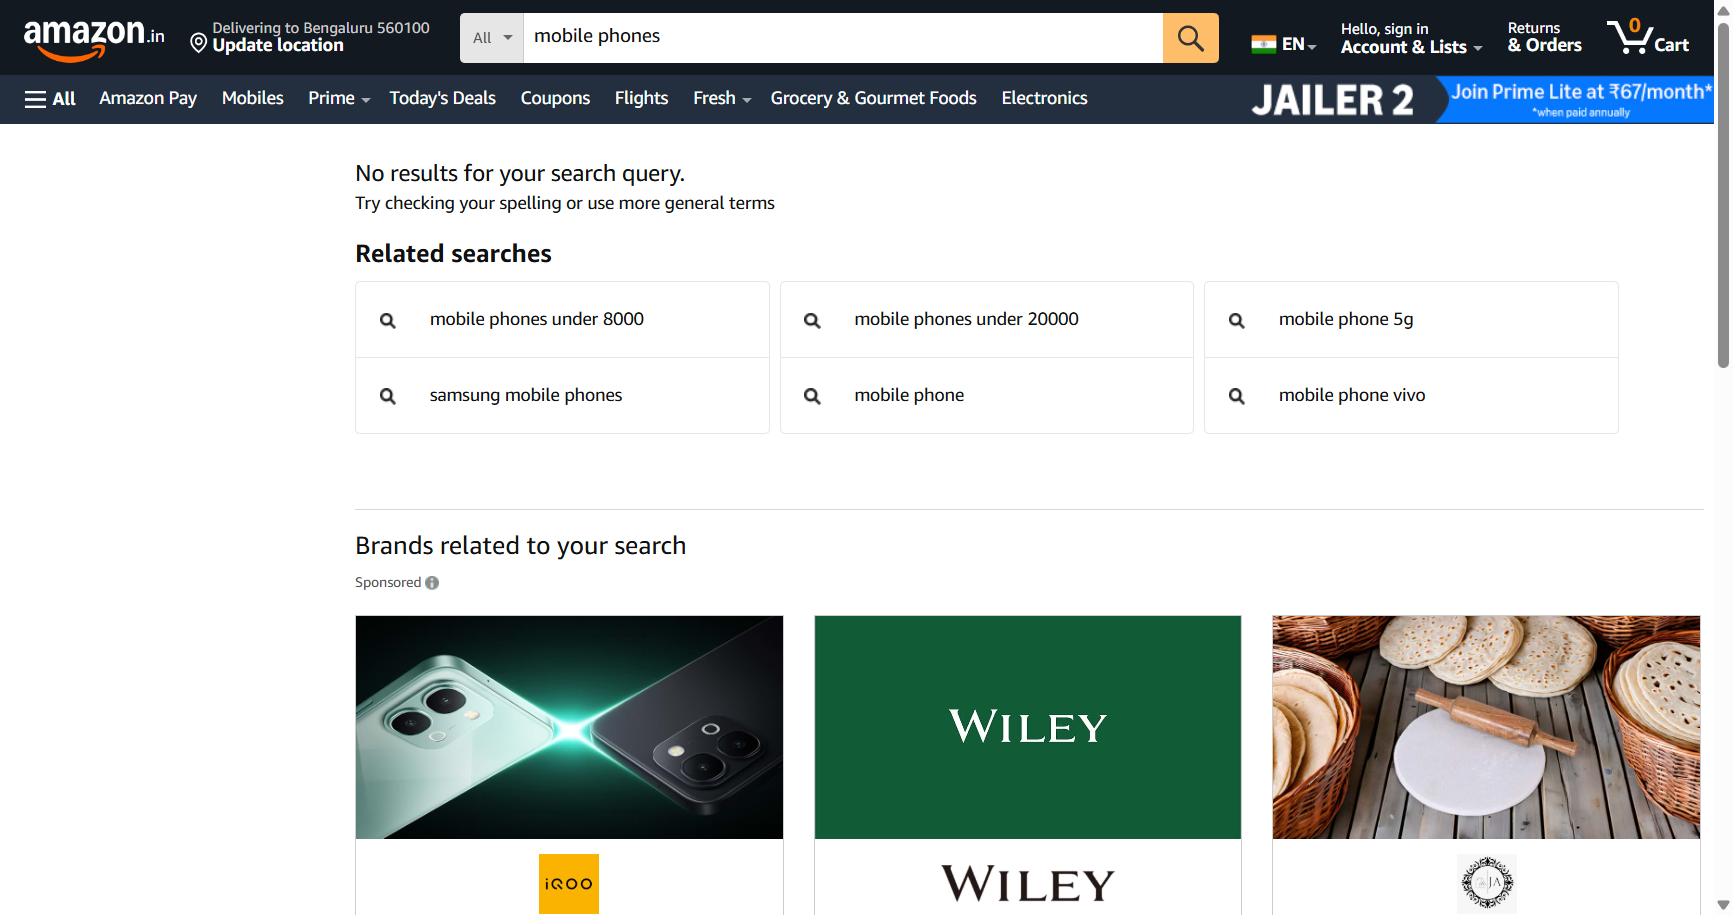 amazon.in
Delivering to Bengaluru 560100
Update location
All
mobile phones
EN
Hello, sign in
Account & Lists
Returns
& Orders
0
Cart
All
Amazon Pay
Mobiles
Prime
Today's Deals
Coupons
Flights
Fresh
Grocery & Gourmet Foods
Electronics
JAILER 2
Join Prime Lite at ₹67/month*
*when paid annually
No results for your search query.
Try checking your spelling or use more general terms
Related searches
mobile phones under 8000
mobile phones under 20000
mobile phone 5g
samsung mobile phones
mobile phone
mobile phone vivo
Brands related to your search
Sponsored
WILEY
iQOO
WILEY
JA